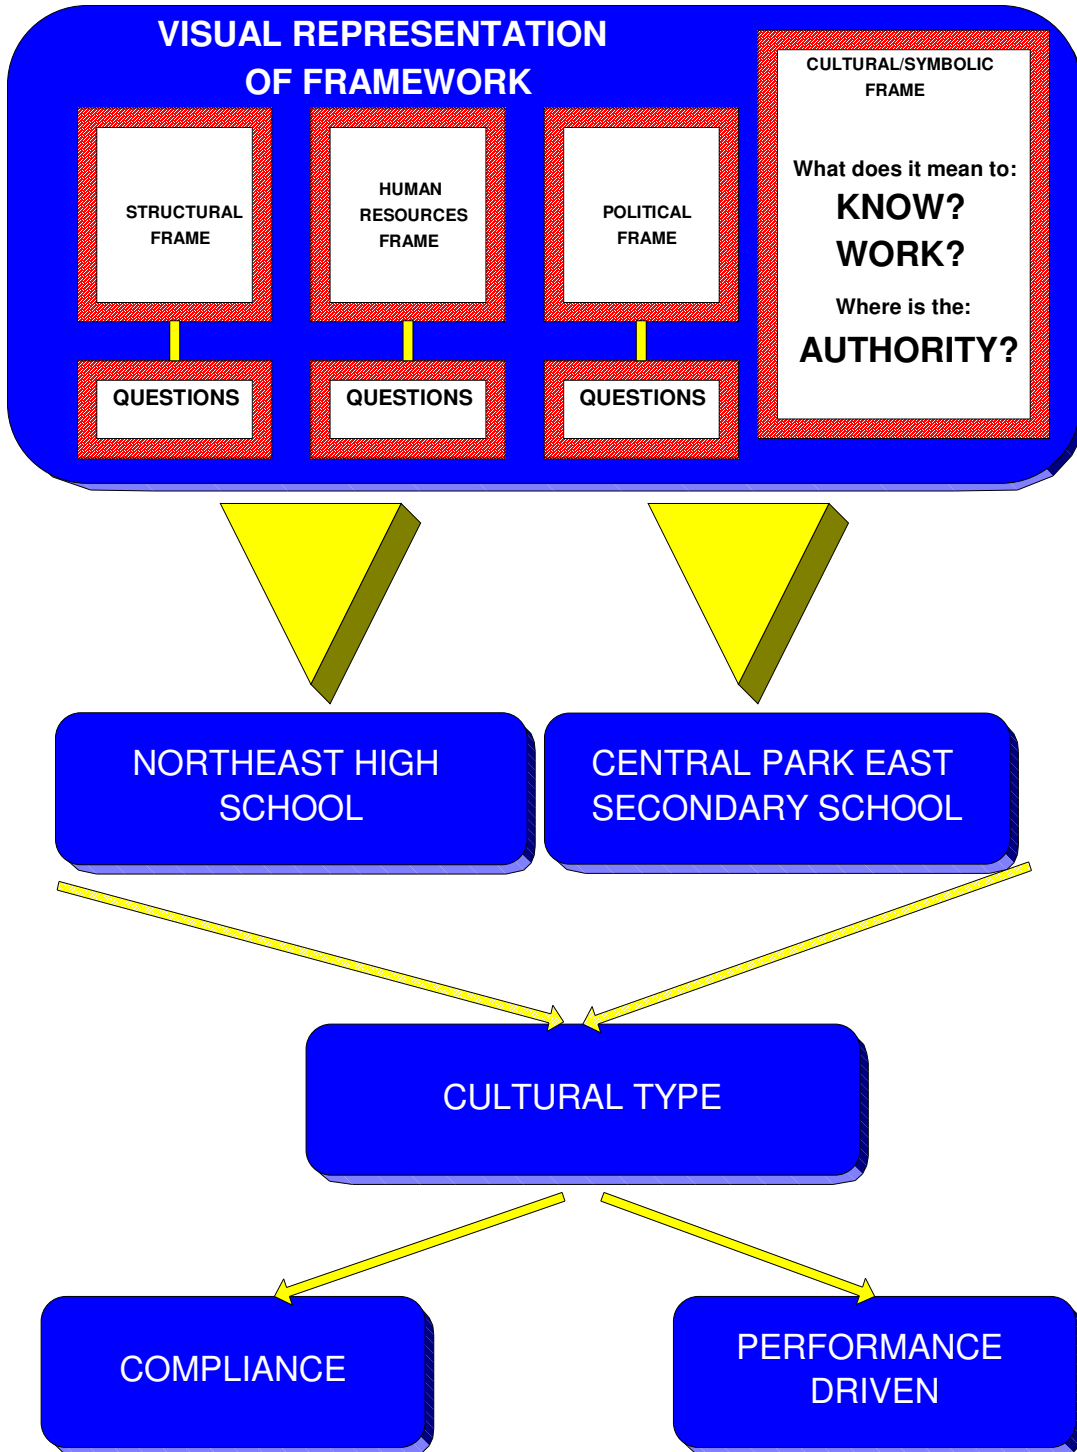 VISUAL REPRESENTATION
OF FRAMEWORK
STRUCTURAL
FRAME
QUESTIONS
HUMAN
RESOURCES
FRAME
QUESTIONS
POLITICAL
FRAME
QUESTIONS
CULTURAL/SYMBOLIC
FRAME
What does it mean to:
KNOW?
WORK?
Where is the:
AUTHORITY?
NORTHEAST HIGH
SCHOOL
CENTRAL PARK EAST
SECONDARY SCHOOL
CULTURAL TYPE
COMPLIANCE
PERFORMANCE
DRIVEN